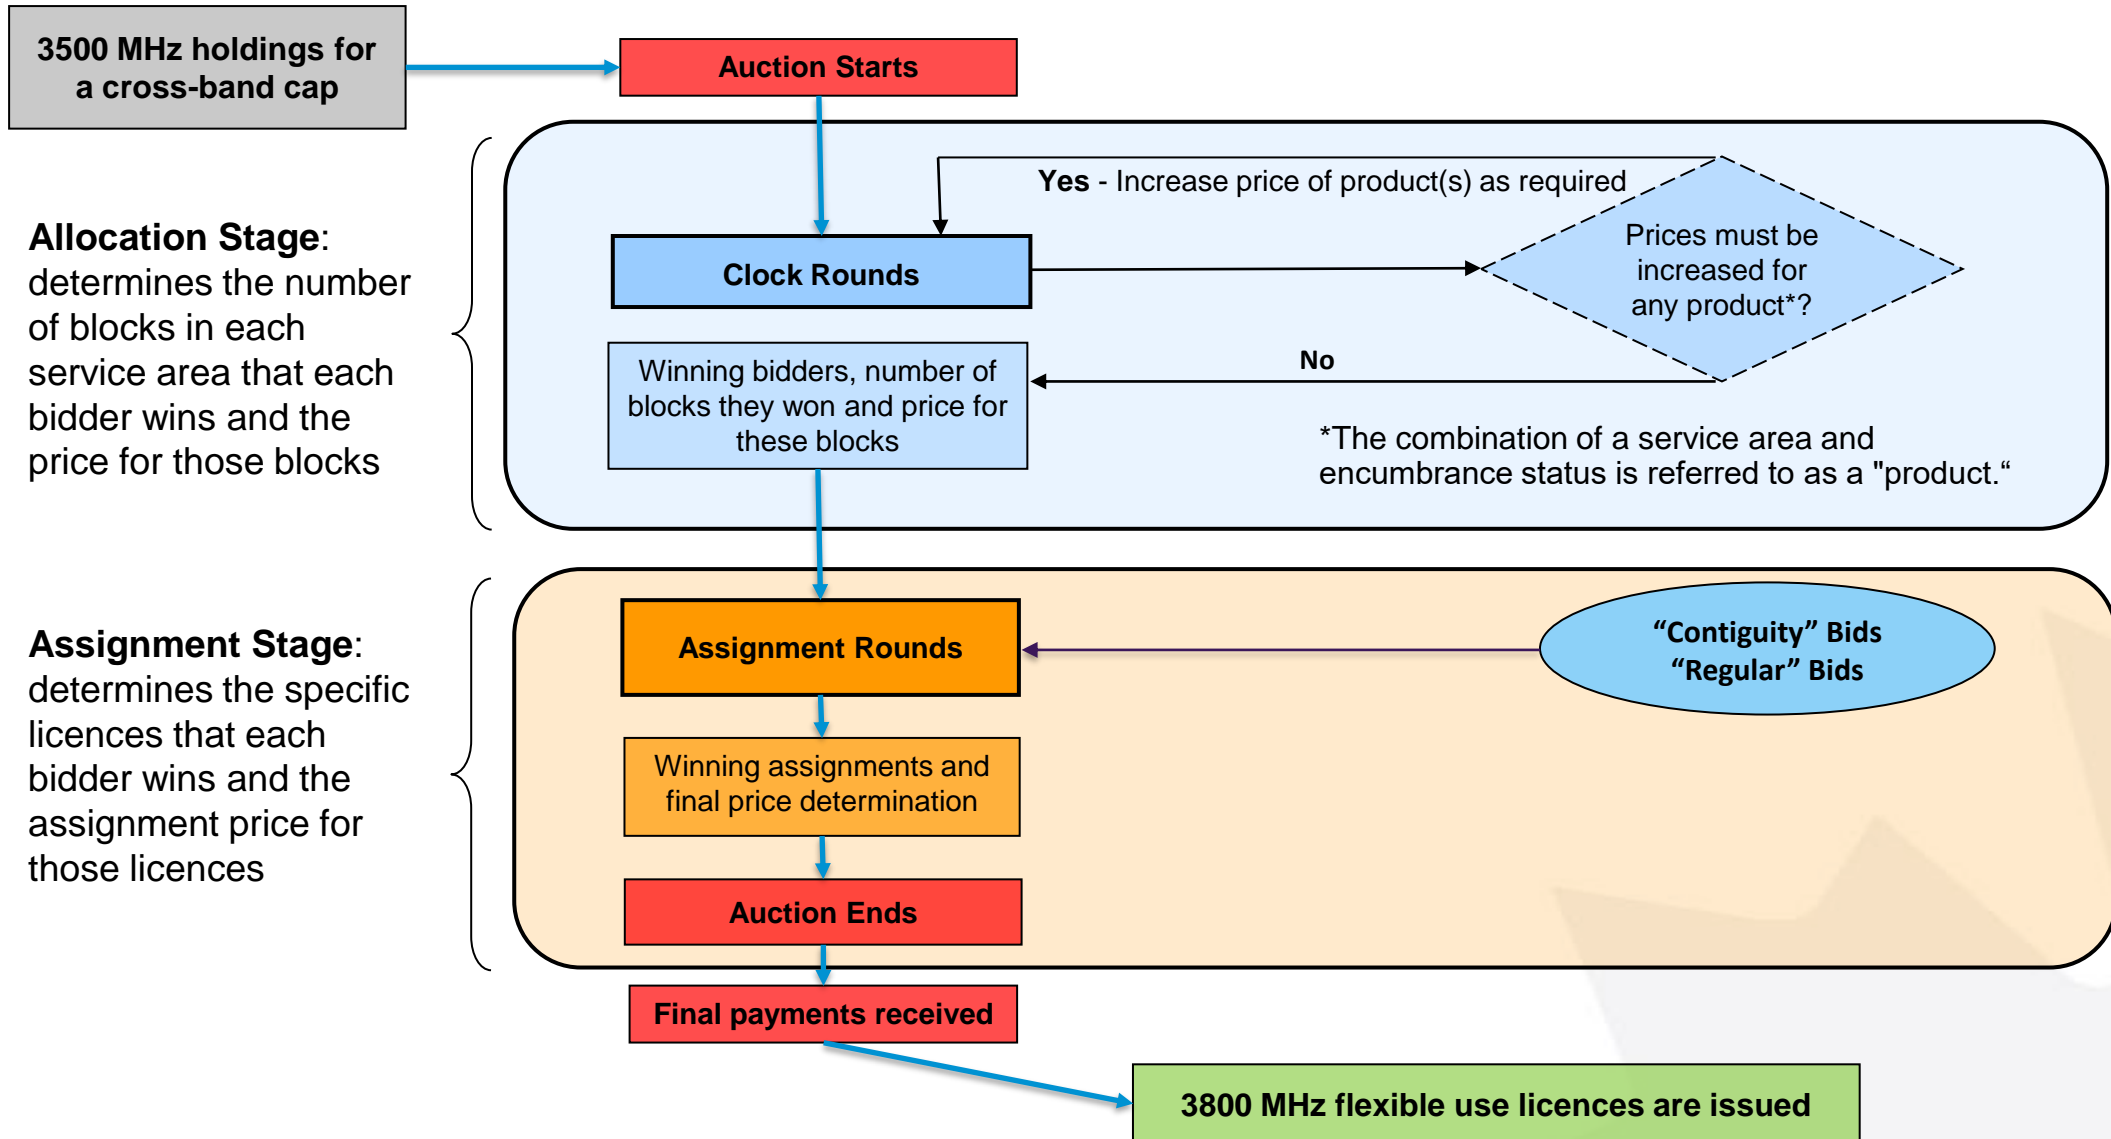 3500 MHz holdings for
a cross-band cap
Auction Starts
Allocation Stage:
determines the number
of blocks in each
service area that each
bidder wins and the
price for those blocks
Yes - Increase price of product(s) as required
Clock Rounds
Prices must be
increased for
any product*?
No
Winning bidders, number of
blocks they won and price for
these blocks
*The combination of a service area and
encumbrance status is referred to as a "product.“
Assignment Stage:
determines the specific
licences that each
bidder wins and the
assignment price for
those licences
Assignment Rounds
“Contiguity” Bids
“Regular” Bids
Winning assignments and
final price determination
Auction Ends
Final payments received
3800 MHz flexible use licences are issued